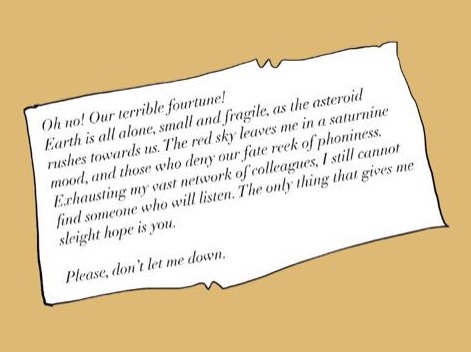 Oh no! Our terrible fourtune!
Earth is all alone, small and fragile, as the asteroid
rushes towards us. The red sky leaves me in a saturnine
mood, and those who deny our fate reek of phoniness.
Exhausting my vast network of colleagues, I still cannot
find someone who will listen. The only thing that gives me
sleight hope is you.
Please, don't let me down.